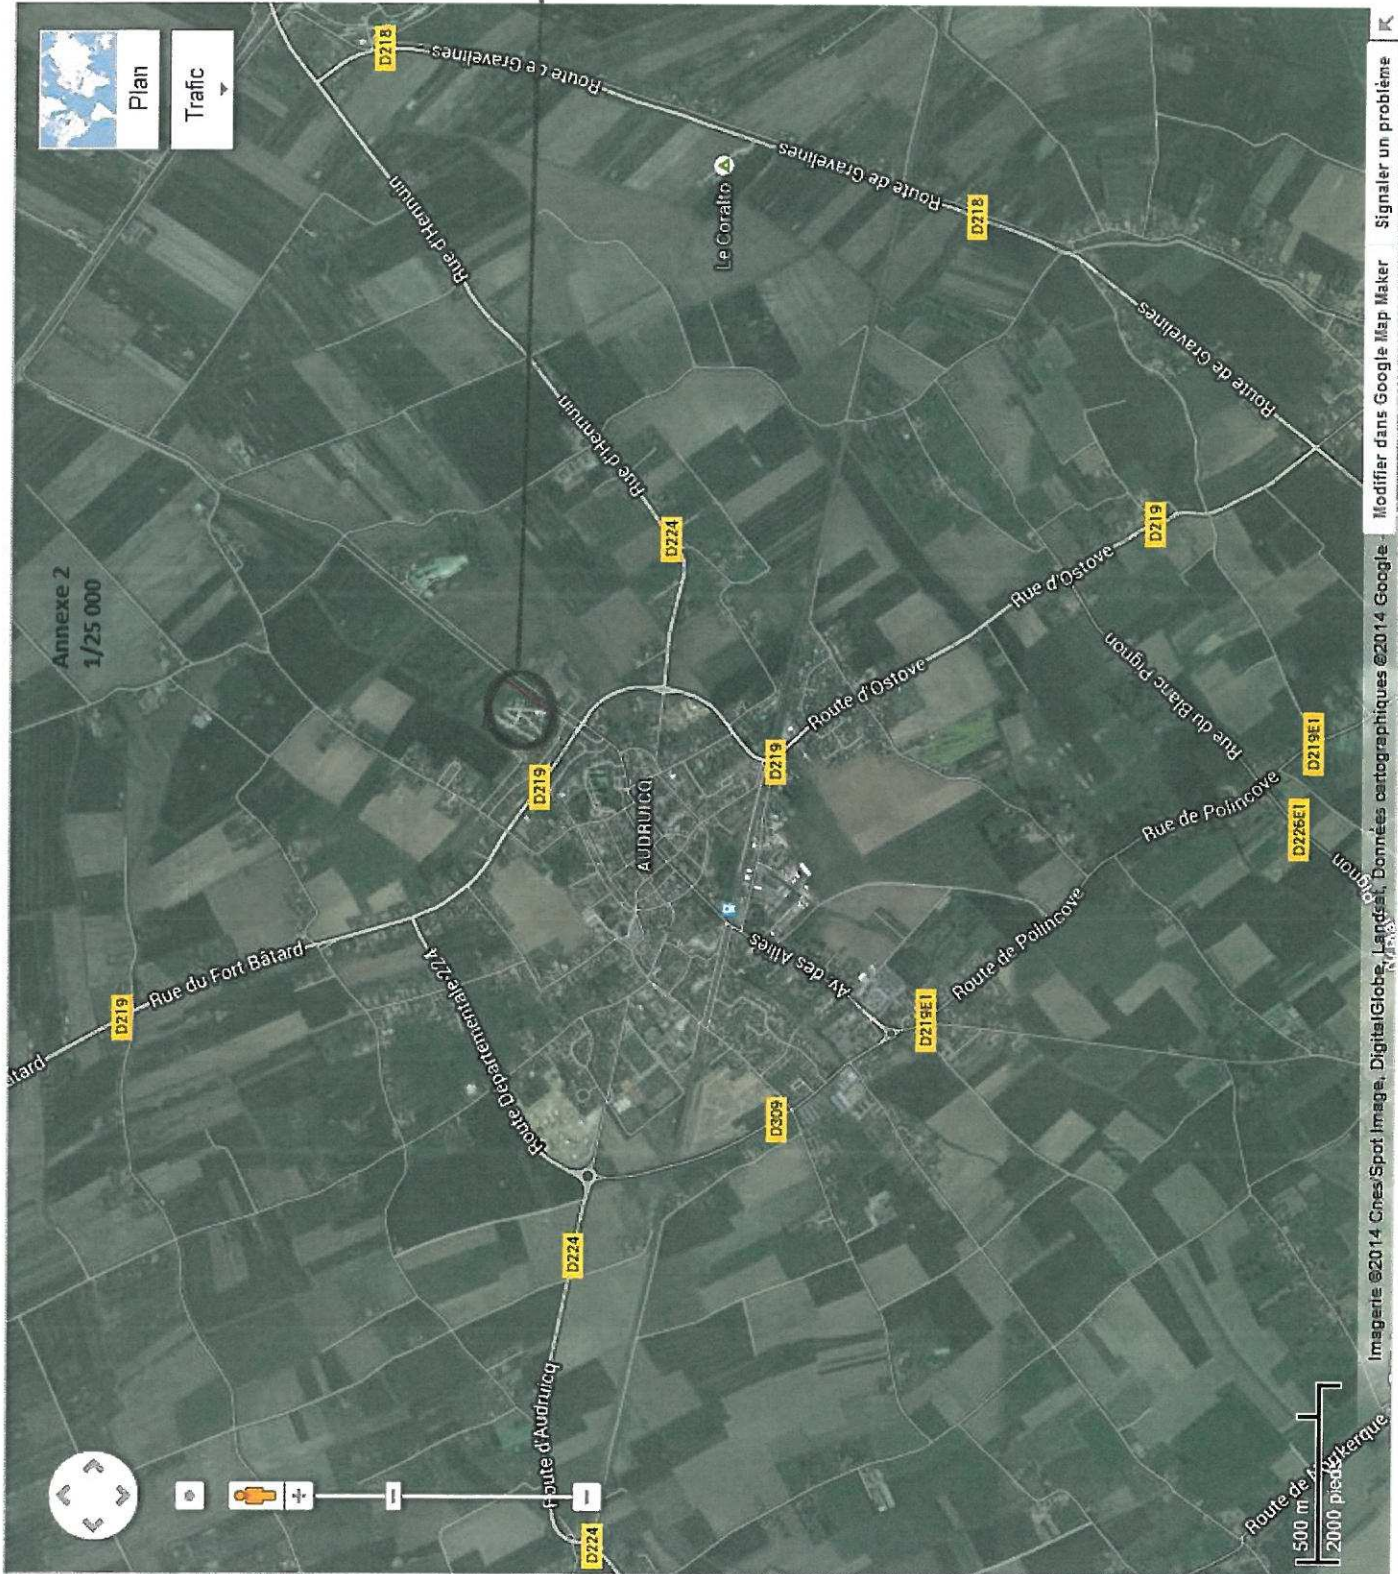 Annexe 2
1/25 000
Plan
Trafic
D218
Route de Gravelines
Rue d'Hennuin
Le Coralto
Route de Gravelines
D218
Rue d'Hennuin
Route de Gravelines
D224
D219
Rue d'Ostove
Route d'Ostove
Rue du Blanc Pignon
D219
D219
AUDRUICQ
D219E1
Rue de Polincove
D226E1
Pignon
Rue du Fort Bâtard
D219
Route Départementale 224
Av des Alliés
Route de Polincove
D219E1
D309
D224
Route d'Audruicq
D224
500 m
2000 pieds
Imagerie ©2014 Cnes/Spot Image, DigitalGlobe, Landsat, Données cartographiques ©2014 Google -
Modifier dans Google Map Maker
Signaler un problème